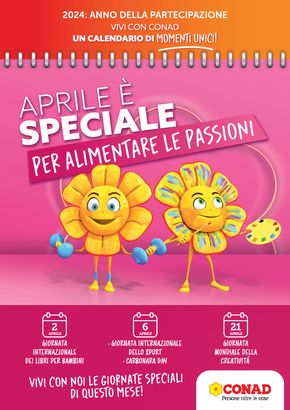 2024: ANNO DELLA PARTECIPAZIONE
VIVI CON CONAD
UN CALENDARIO DI MOMENTI UNICI!
APRILE È
SPECIALE
PER ALIMENTARE LE PASSIONI
2
APRILE
GIORNATA
INTERNAZIONALE
DEI LIBRI PER BAMBINI
6
APRILE
• GIORNATA INTERNAZIONALE
DELLO SPORT
• CARBONARA DAY
21
APRILE
GIORNATA
MONDIALE DELLA
CREATIVITÀ
VIVI CON NOI LE GIORNATE SPECIALI
DI QUESTO MESE!
CONAD
Persone oltre le cose